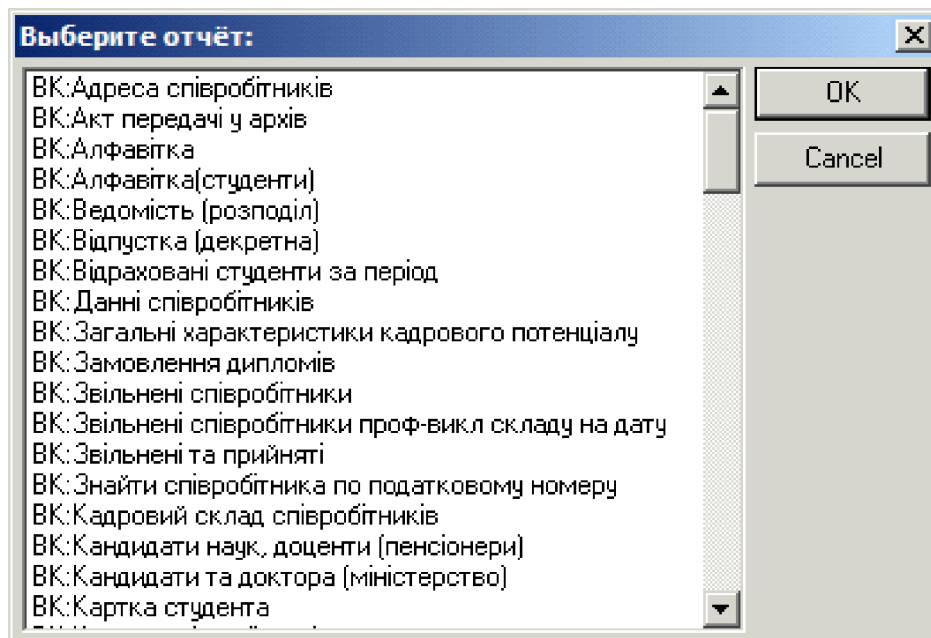 Выберите отчёт:
ВК:Адреса співробітників
ВК:Акт передачі у архів
ВК:Алфавітка
ВК:Алфавітка(студенти)
ВК:Ведомість (розподіл)
ВК:Відпустка (декретна)
ВК:Відраховані студенти за період
ВК:Данні співробітників
ВК:Загальні характеристики кадрового потенціалу
ВК:Замовлення дипломів
ВК:Звільнені співробітники
ВК:Звільнені співробітники проф-викл складу на дату
ВК:Звільнені та прийняті
ВК:Знайти співробітника по податковому номеру
ВК:Кадровий склад співробітників
ВК:Кандидати наук, доценти (пенсіонери)
ВК:Кандидати та доктора (міністерство)
ВК:Картка студента
OK
Cancel